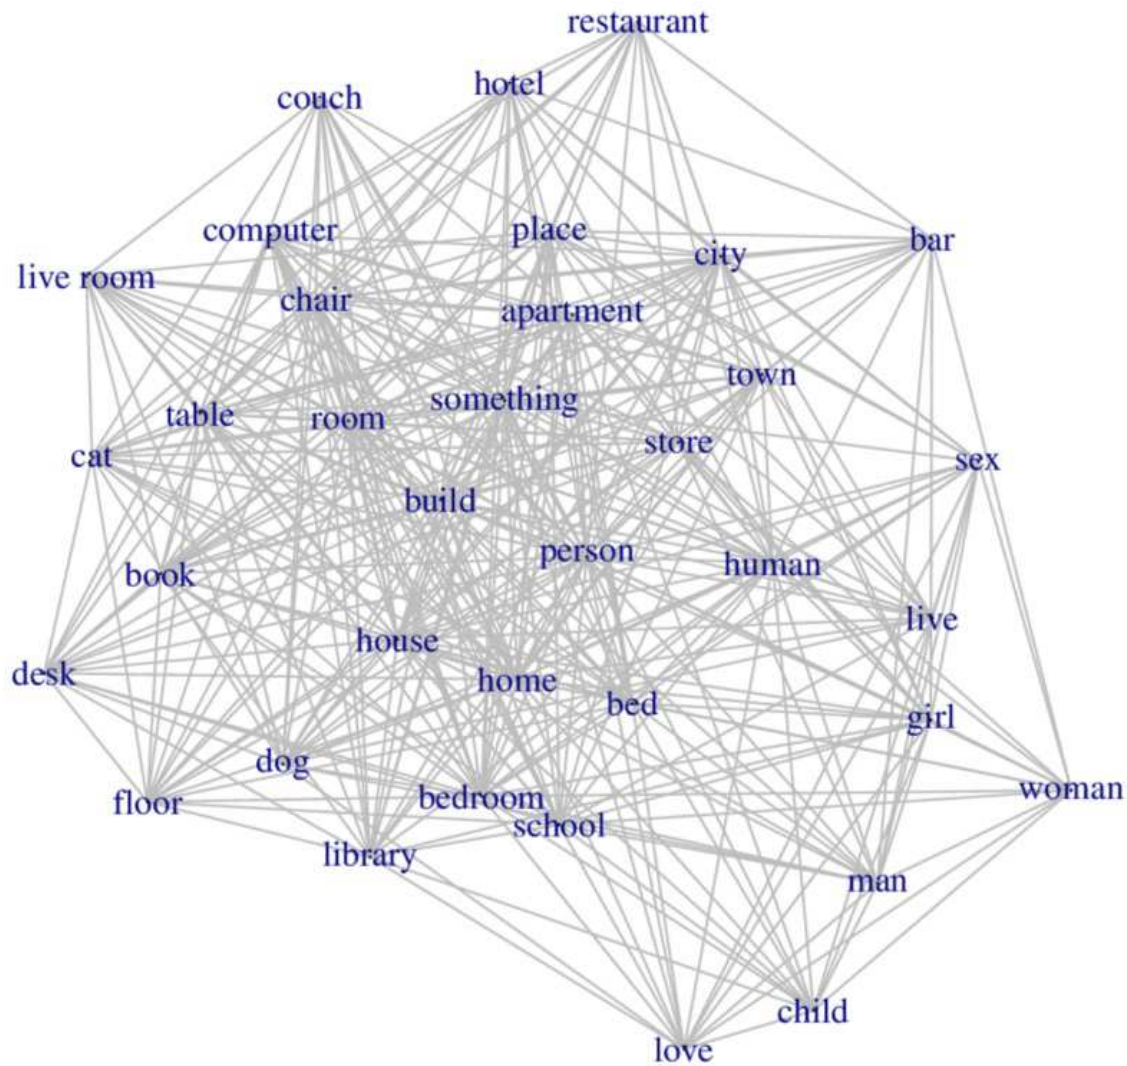 restaurant
hotel
couch
computer
place
bar
city
live room
chair
apartment
town
something
table
room
store
cat
sex
build
person
human
book
live
house
desk
home
bed
girl
dog
woman
bedroom
floor
school
library
man
child
love